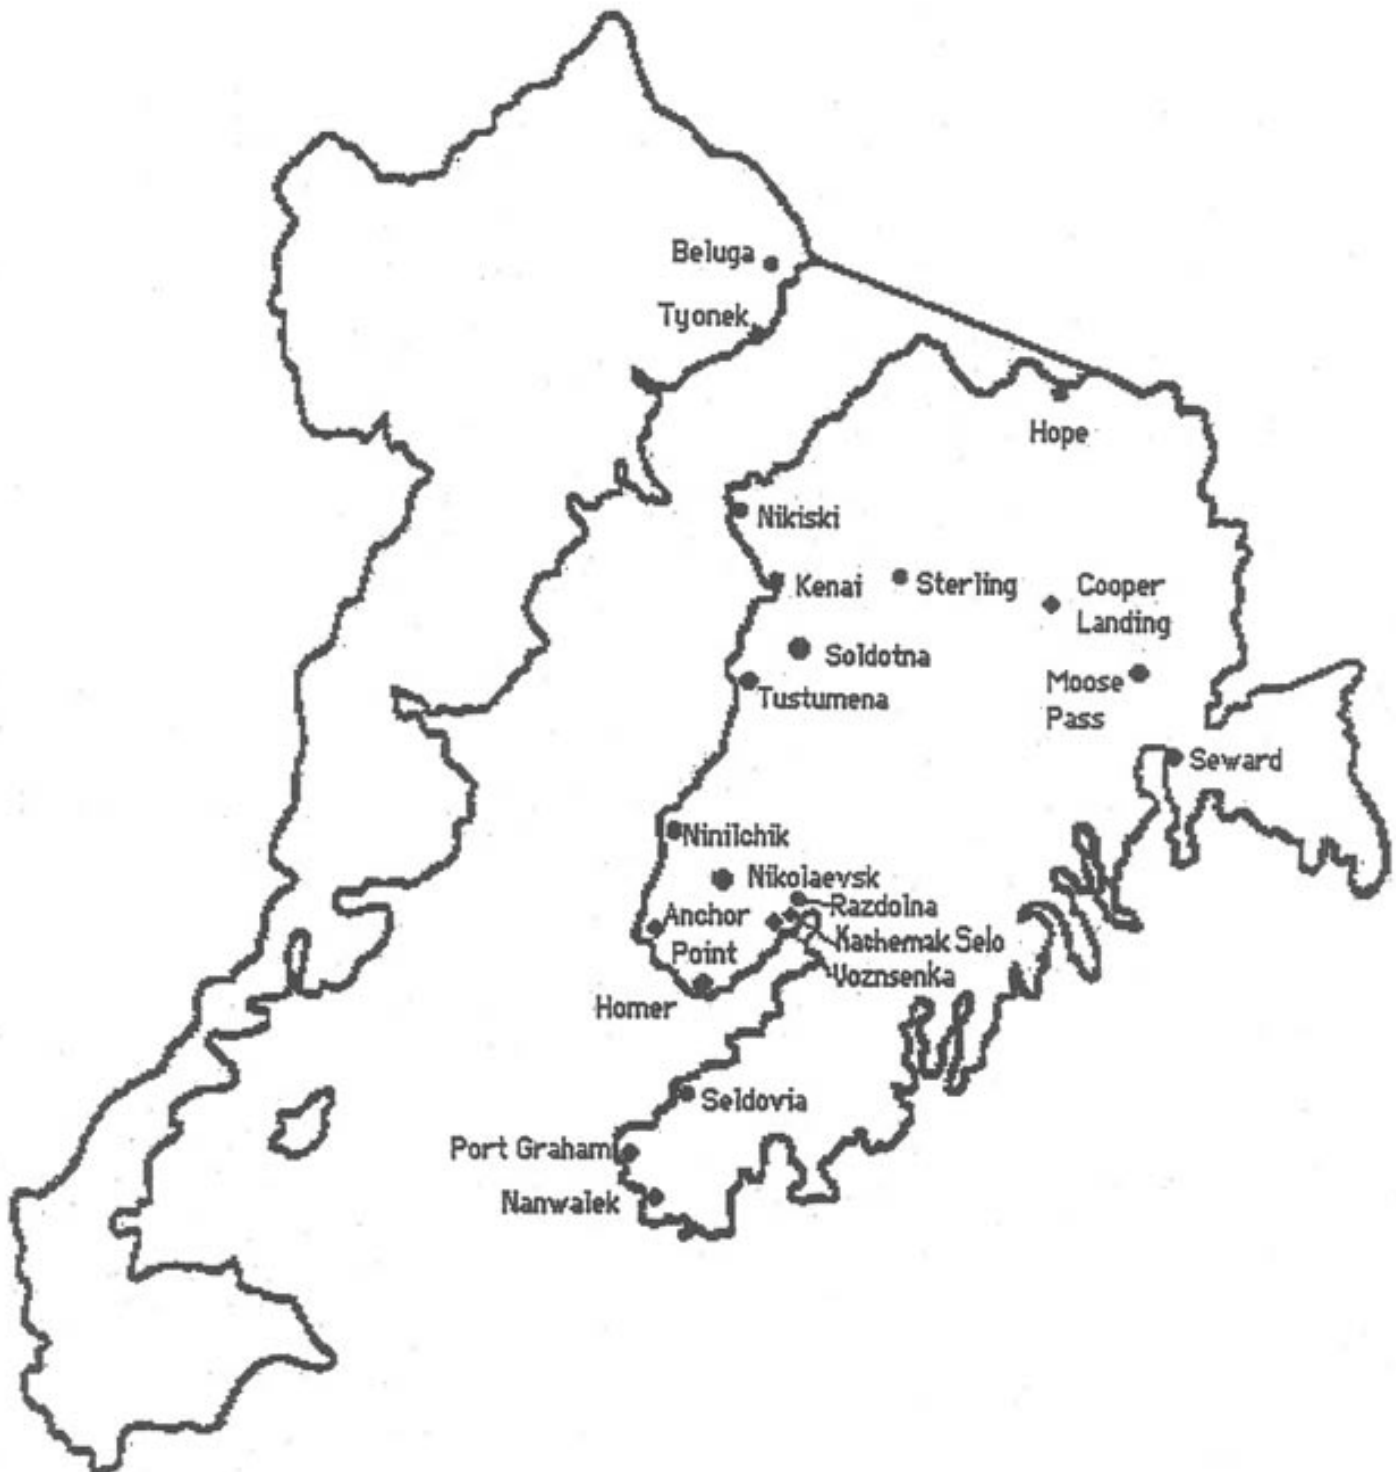 Beluga
Tyonek
Hope
Nikiski
Kenai
Sterling
Cooper
Landing
Soldotna
Moose
Pass
Tustumena
Seward
Ninilchik
Nikolaevsk
Razdolna
Anchor
Point
Kachemak Selo
Voznsenka
Homer
Seldovia
Port Graham
Nanwalek